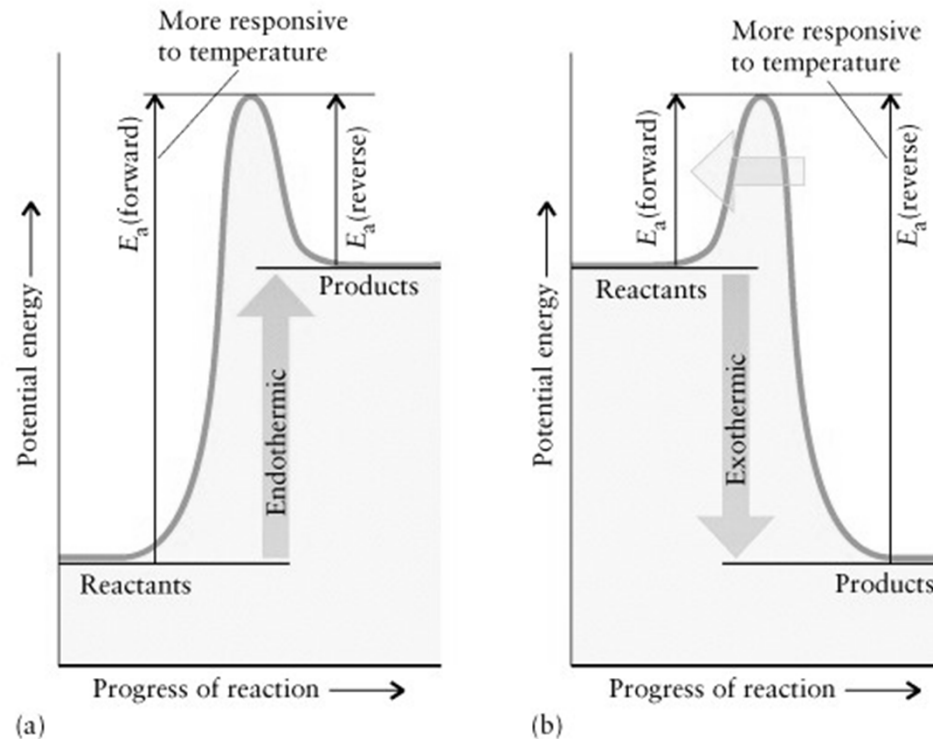 More responsive
to temperature
Eₐ(forward)
Eₐ(reverse)
Potential energy
Products
Endothermic
Reactants
Progress of reaction
(a)
More responsive
to temperature
Eₐ(forward)
Eₐ(reverse)
Potential energy
Reactants
Exothermic
Products
Progress of reaction
(b)